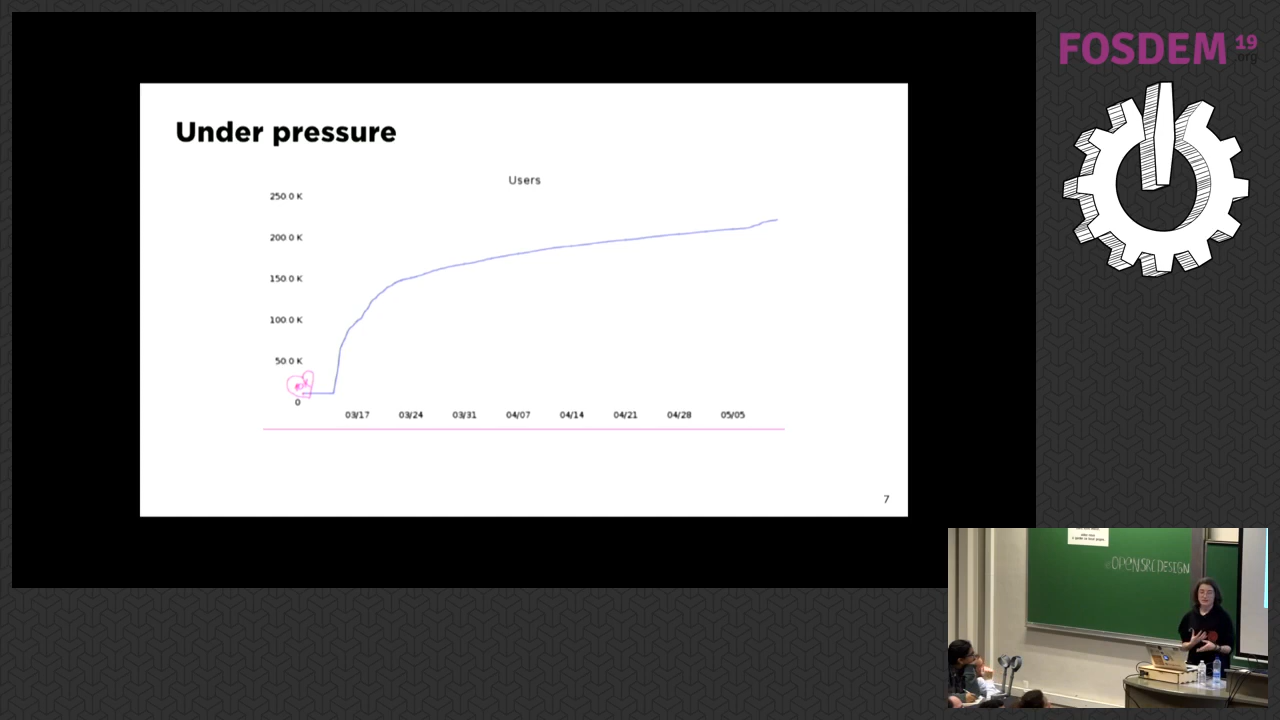 FOSDEM 19
.org
Under pressure
Users
250.0 K
200.0 K
150.0 K
100.0 K
50.0 K
0
03/17 03/24 03/31 04/07 04/14 04/21 04/28 05/05
7
@OPENSRCDESIGN